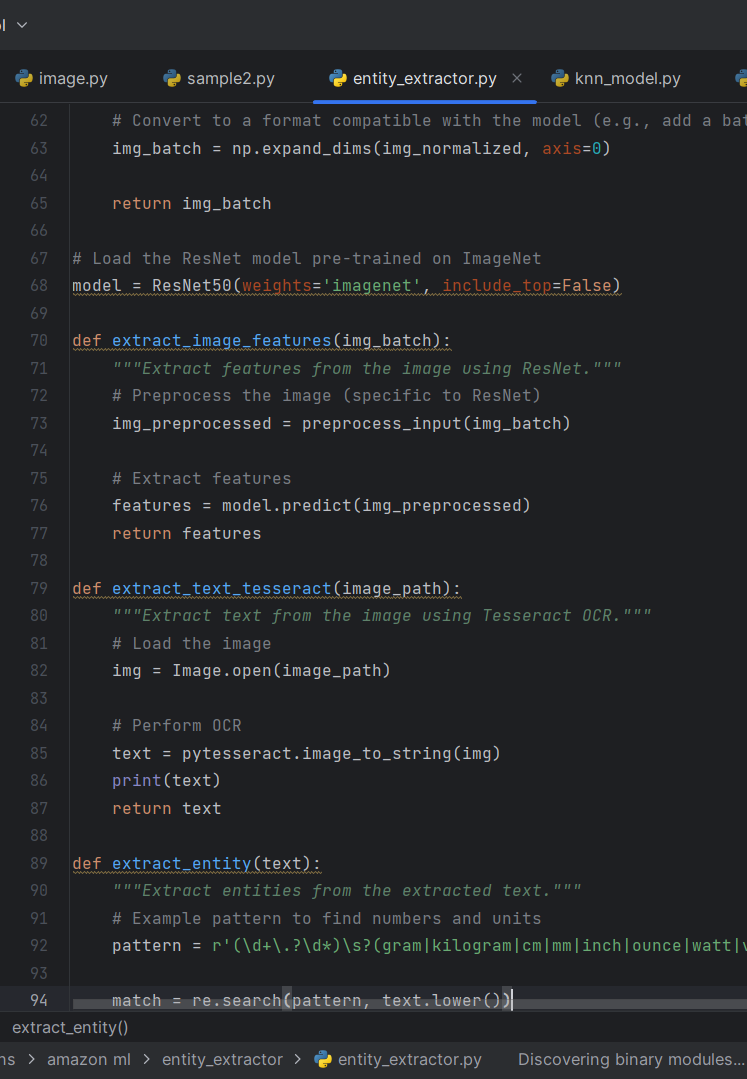 image.py sample2.py entity_extractor.py × knn_model.py
62 # Convert to a format compatible with the model (e.g., add a
63 img_batch = np.expand_dims(img_normalized, axis=0)
64
65 return img_batch
66
67 # Load the ResNet model pre-trained on ImageNet
68 model = ResNet50(weights='imagenet', include_top=False)
69
70 def extract_image_features(img_batch):
71 """Extract features from the image using ResNet."""
72 # Preprocess the image (specific to ResNet)
73 img_preprocessed = preprocess_input(img_batch)
74
75 # Extract features
76 features = model.predict(img_preprocessed)
77 return features
78
79 def extract_text_tesseract(image_path):
80 """Extract text from the image using Tesseract OCR."""
81 # Load the image
82 img = Image.open(image_path)
83
84 # Perform OCR
85 text = pytesseract.image_to_string(img)
86 print(text)
87 return text
88
89 def extract_entity(text):
90 """Extract entities from the extracted text."""
91 # Example pattern to find numbers and units
92 pattern = r'(\d+\.?\d*)\s?(gram|kilogram|cm|mm|inch|ounce|watt|
93
94 match = re.search(pattern, text.lower())
extract_entity()
ns > amazon ml > entity_extractor > entity_extractor.py Discovering binary modules...